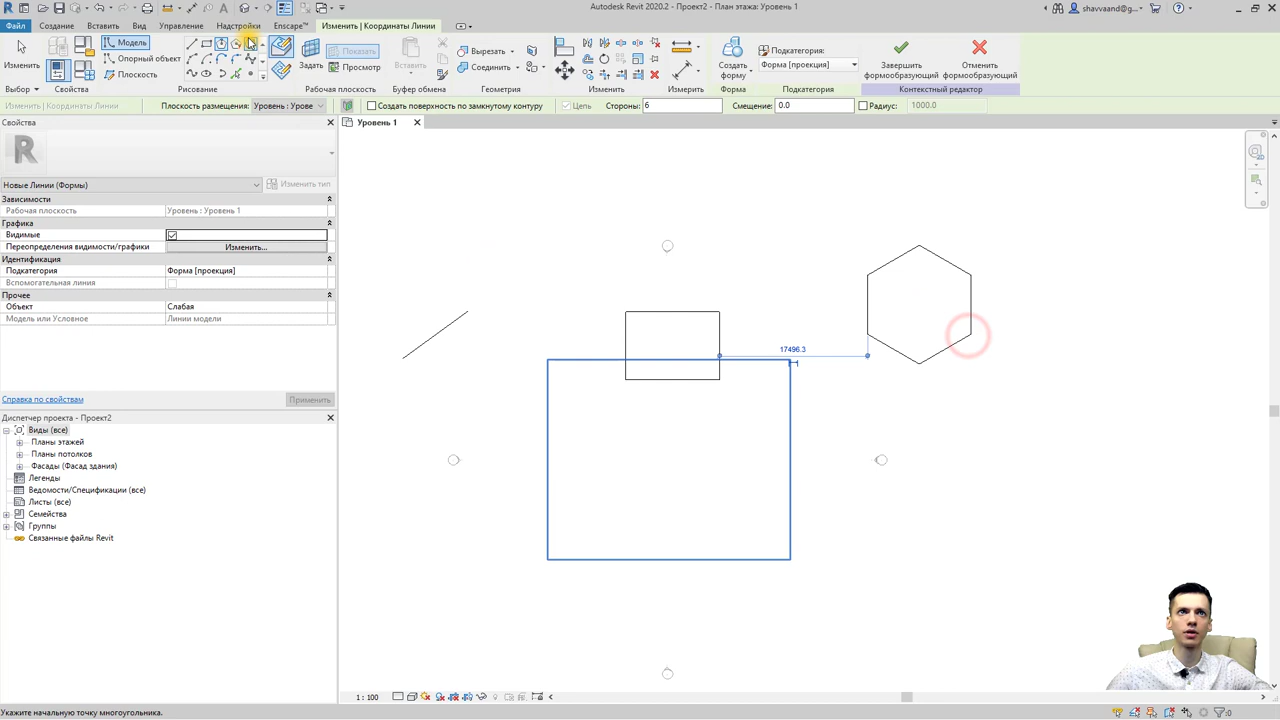 Autodesk Revit 2020.2 - Проект2 - План этажа: Уровень 1
shavvaand@g...
Файл Создание Вставить Вид Управление Надстройки Enscape™ Изменить | Координаты Линии
Модель
Опорный объект
Плоскость
Изменить
Задать
Показать
Просмотр
Вставить
Вырезать
Соединить
Создать форму
Подкатегория:
Форма [проекция]
Завершить формообразующий
Отменить формообразующий
Выбор Свойства Рисование Рабочая плоскость Буфер обмена Геометрия Изменить Измерить Форма Подкатегория Контекстный редактор
Изменить | Координаты Линии Плоскость размещения: Уровень : Урове Создать поверхность по замкнутому контуру Цепь Стороны: 6 Смещение: 0.0 Радиус: 1000.0
Свойства
Уровень 1
Новые Линии (Формы) Изменить тип
Зависимости
Рабочая плоскость Уровень : Уровень 1
Графика
Видимые
Переопределения видимости/графики Изменить...
Идентификация
Подкатегория Форма [проекция]
Вспомогательная линия
Прочее
Объект Слабая
Модель или Условное Линии модели
17496.3
Справка по свойствам Применить
Диспетчер проекта - Проект2
Виды (все)
Планы этажей
Планы потолков
Фасады (Фасад здания)
Легенды
Ведомости/Спецификации (все)
Листы (все)
Семейства
Группы
Связанные файлы Revit
1 : 100
Укажите начальную точку многоугольника.
:0